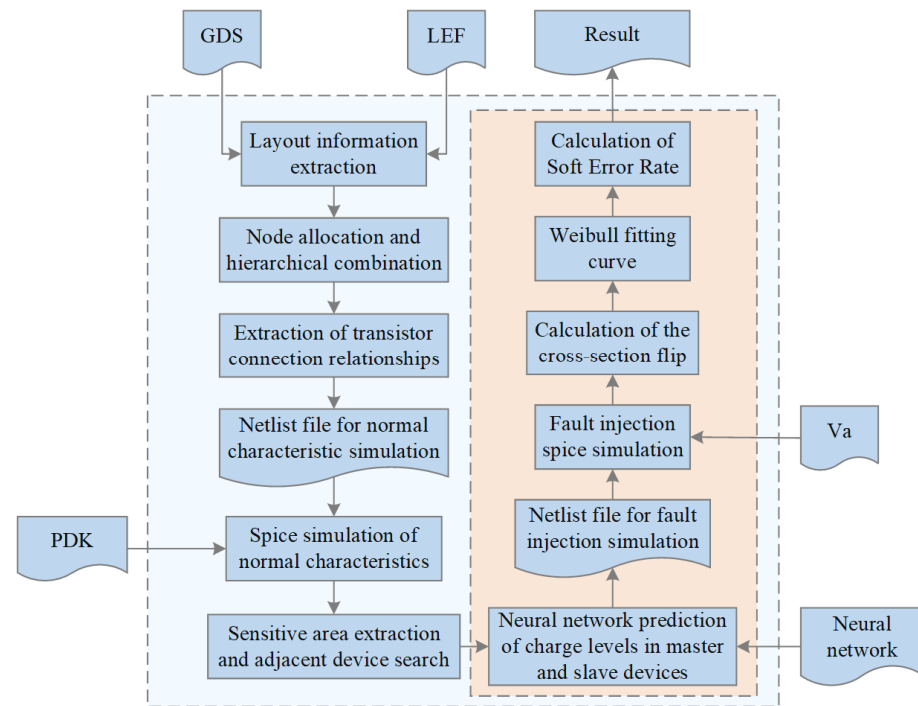 GDS
LEF
Result
Layout information
extraction
Node allocation and
hierarchical combination
Extraction of transistor
connection relationships
Netlist file for normal
characteristic simulation
PDK
Spice simulation of
normal characteristics
Sensitive area extraction
and adjacent device search
Calculation of
Soft Error Rate
Weibull fitting
curve
Calculation of the
cross-section flip
Fault injection
spice simulation
Va
Netlist file for fault
injection simulation
Neural network prediction
of charge levels in master
and slave devices
Neural
network